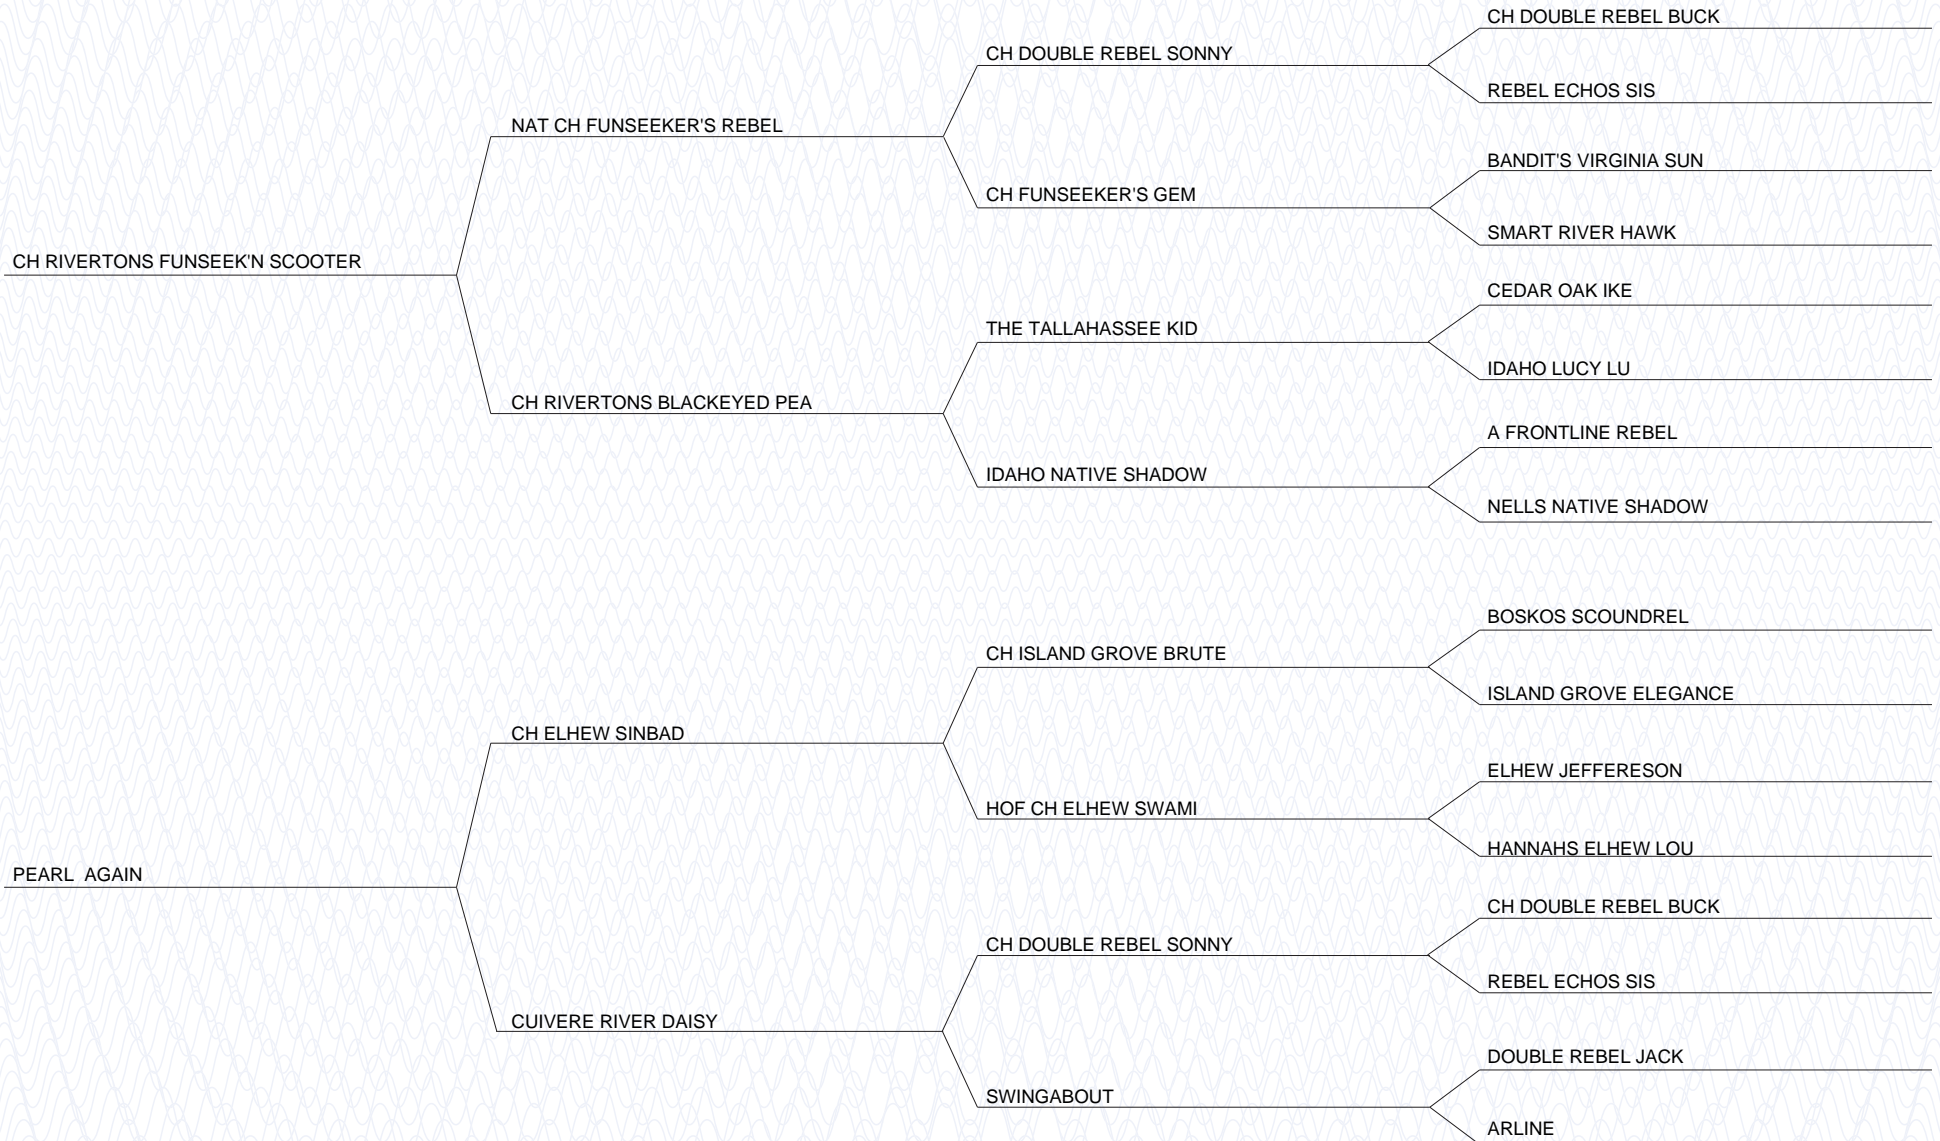 CH DOUBLE REBEL BUCK
CH DOUBLE REBEL SONNY
REBEL ECHOS SIS
NAT CH FUNSEEKER'S REBEL
BANDIT'S VIRGINIA SUN
CH FUNSEEKER'S GEM
SMART RIVER HAWK
CH RIVERTONS FUNSEEK'N SCOOTER
CEDAR OAK IKE
THE TALLAHASSEE KID
IDAHO LUCY LU
CH RIVERTONS BLACKEYED PEA
A FRONTLINE REBEL
IDAHO NATIVE SHADOW
NELLS NATIVE SHADOW
BOSKOS SCOUNDREL
CH ISLAND GROVE BRUTE
ISLAND GROVE ELEGANCE
CH ELHEW SINBAD
ELHEW JEFFERESON
HOF CH ELHEW SWAMI
HANNAHS ELHEW LOU
PEARL  AGAIN
CH DOUBLE REBEL BUCK
CH DOUBLE REBEL SONNY
REBEL ECHOS SIS
CUIVERE RIVER DAISY
DOUBLE REBEL JACK
SWINGABOUT
ARLINE